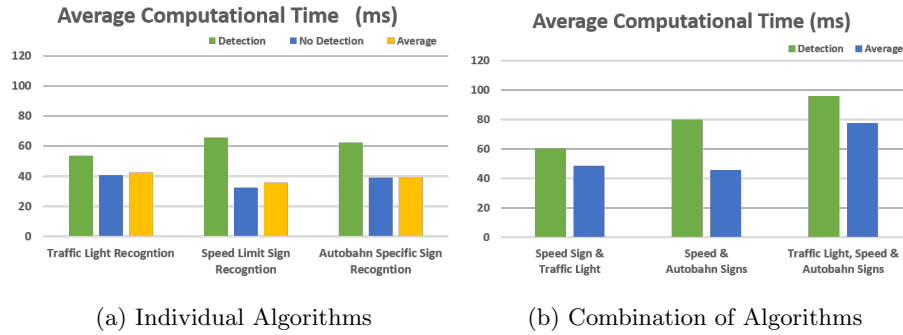 Average Computational Time (ms)
Detection No Detection Average
120
100
80
60
40
20
0
Traffic Light Recogntion
Speed Limit Sign
Recogntion
Autobahn Specific Sign
Recogntion
(a) Individual Algorithms
Average Computational Time (ms)
Detection Average
120
100
80
60
40
20
0
Speed Sign &
Traffic Light
Speed &
Autobahn Signs
Traffic Light, Speed &
Autobahn Signs
(b) Combination of Algorithms